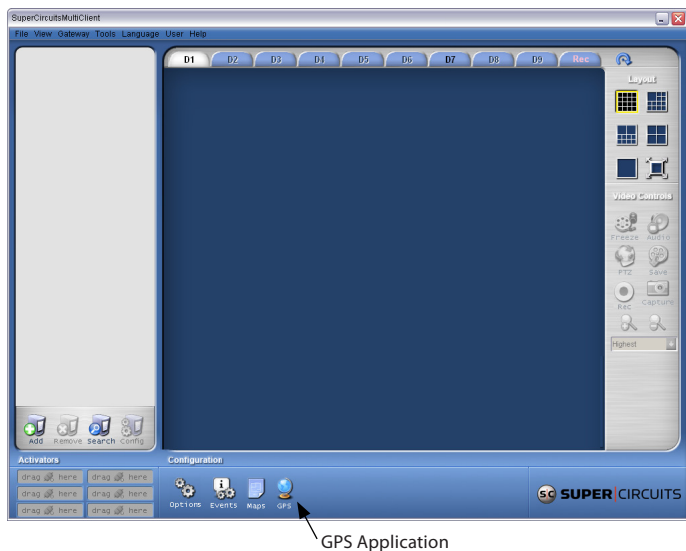 SuperCircuitsMultiClient
File View Gateway Tools Language User Help
D1 D2 D3 D4 D5 D6 D7 D8 D9 Rec
Layout
Video Controls
Freeze Audio
PTZ Save
Rec Capture
Highest
Add Remove Search Config
Activators
Configuration
drag here drag here
drag here drag here
drag here drag here
Options Events Maps GPS
SC SUPER CIRCUITS
GPS Application